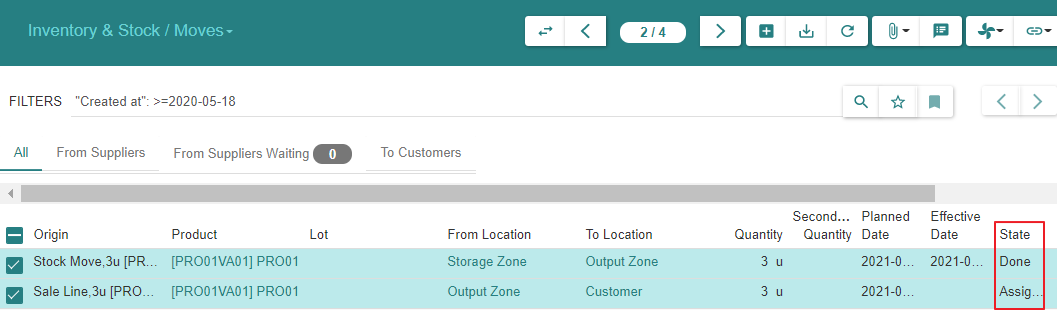 Inventory & Stock / Moves
2 / 4
FILTERS "Created at": >=2020-05-18
All From Suppliers From Suppliers Waiting 0 To Customers
Origin Product Lot From Location To Location Quantity Second... Quantity Planned Date Effective Date State
Stock Move,3u [PR... [PRO01VA01] PRO01 Storage Zone Output Zone 3 u 2021-0... 2021-0... Done
Sale Line,3u [PRO... [PRO01VA01] PRO01 Output Zone Customer 3 u 2021-0... Assig...